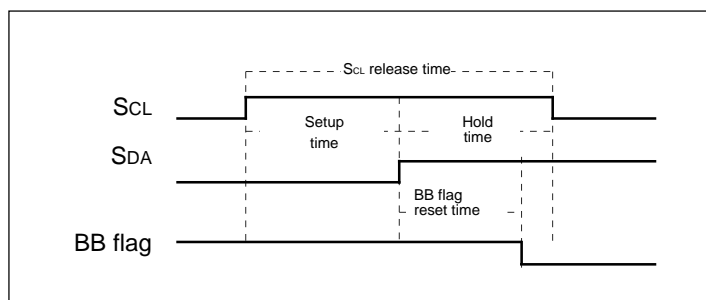 SCL release time
SCL
Setup
time
Hold
time
SDA
BB flag
reset time
BB flag